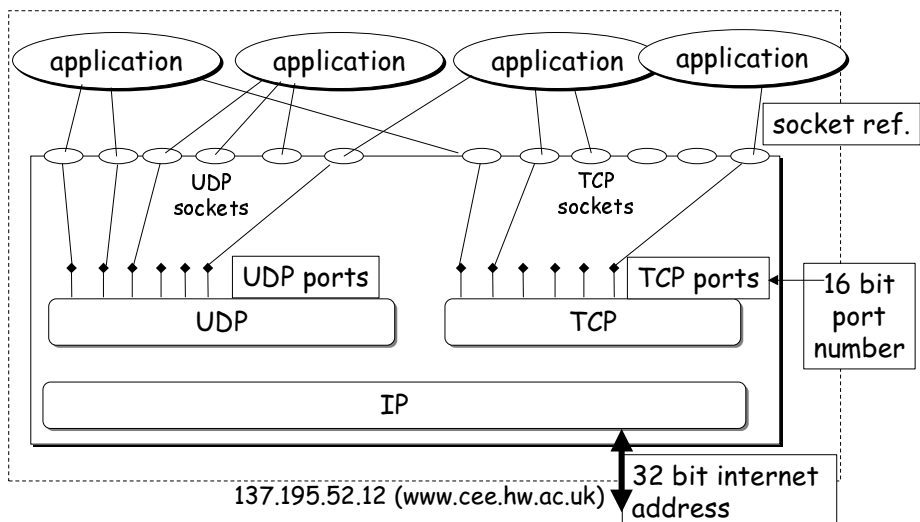 application
application
application
application
socket ref.
UDP
sockets
TCP
sockets
UDP ports
TCP ports
16 bit
port
number
UDP
TCP
IP
137.195.52.12 (www.cee.hw.ac.uk)
32 bit internet
address